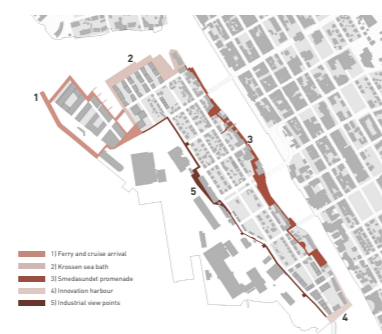 2
1
3
5
1) Ferry and cruise arrival
2) Krossen sea bath
3) Smedasundet promenade
4) Innovation harbour
5) Industrial view points
4